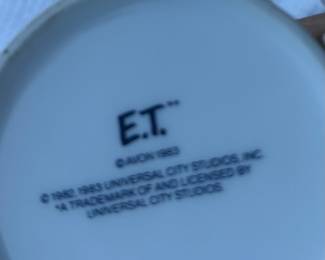 E.T.™
© AVON 1983
© 1982, 1983 UNIVERSAL CITY STUDIOS, INC.
*A TRADEMARK OF AND LICENSED BY
UNIVERSAL CITY STUDIOS.